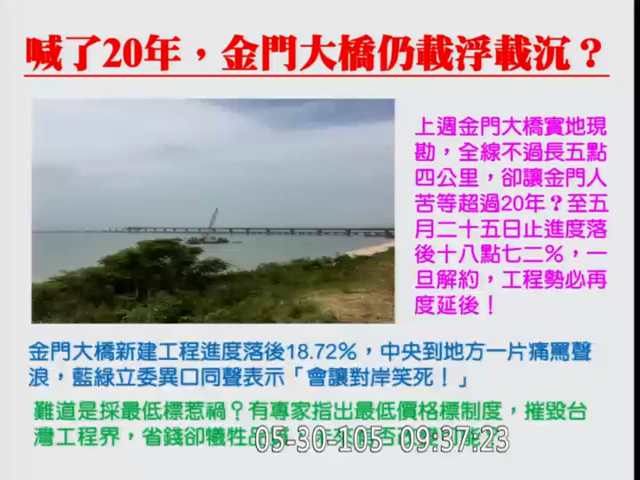 喊了20年，金門大橋仍載浮載沉？
上週金門大橋實地現
勘，全線不過長五點
四公里，卻讓金門人
苦等超過20年？至五
月二十五日止進度落
後十八點七二%，一
旦解約，工程勢必再
度延後！
金門大橋新建工程進度落後18.72%，中央到地方一片痛罵聲
浪，藍綠立委異口同聲表示「會讓對岸笑死！」
難道是採最低標惹禍？有專家指出最低價格標制度，摧毀台
灣工程界，省錢卻犧牲品
05-30-105 09:37:23